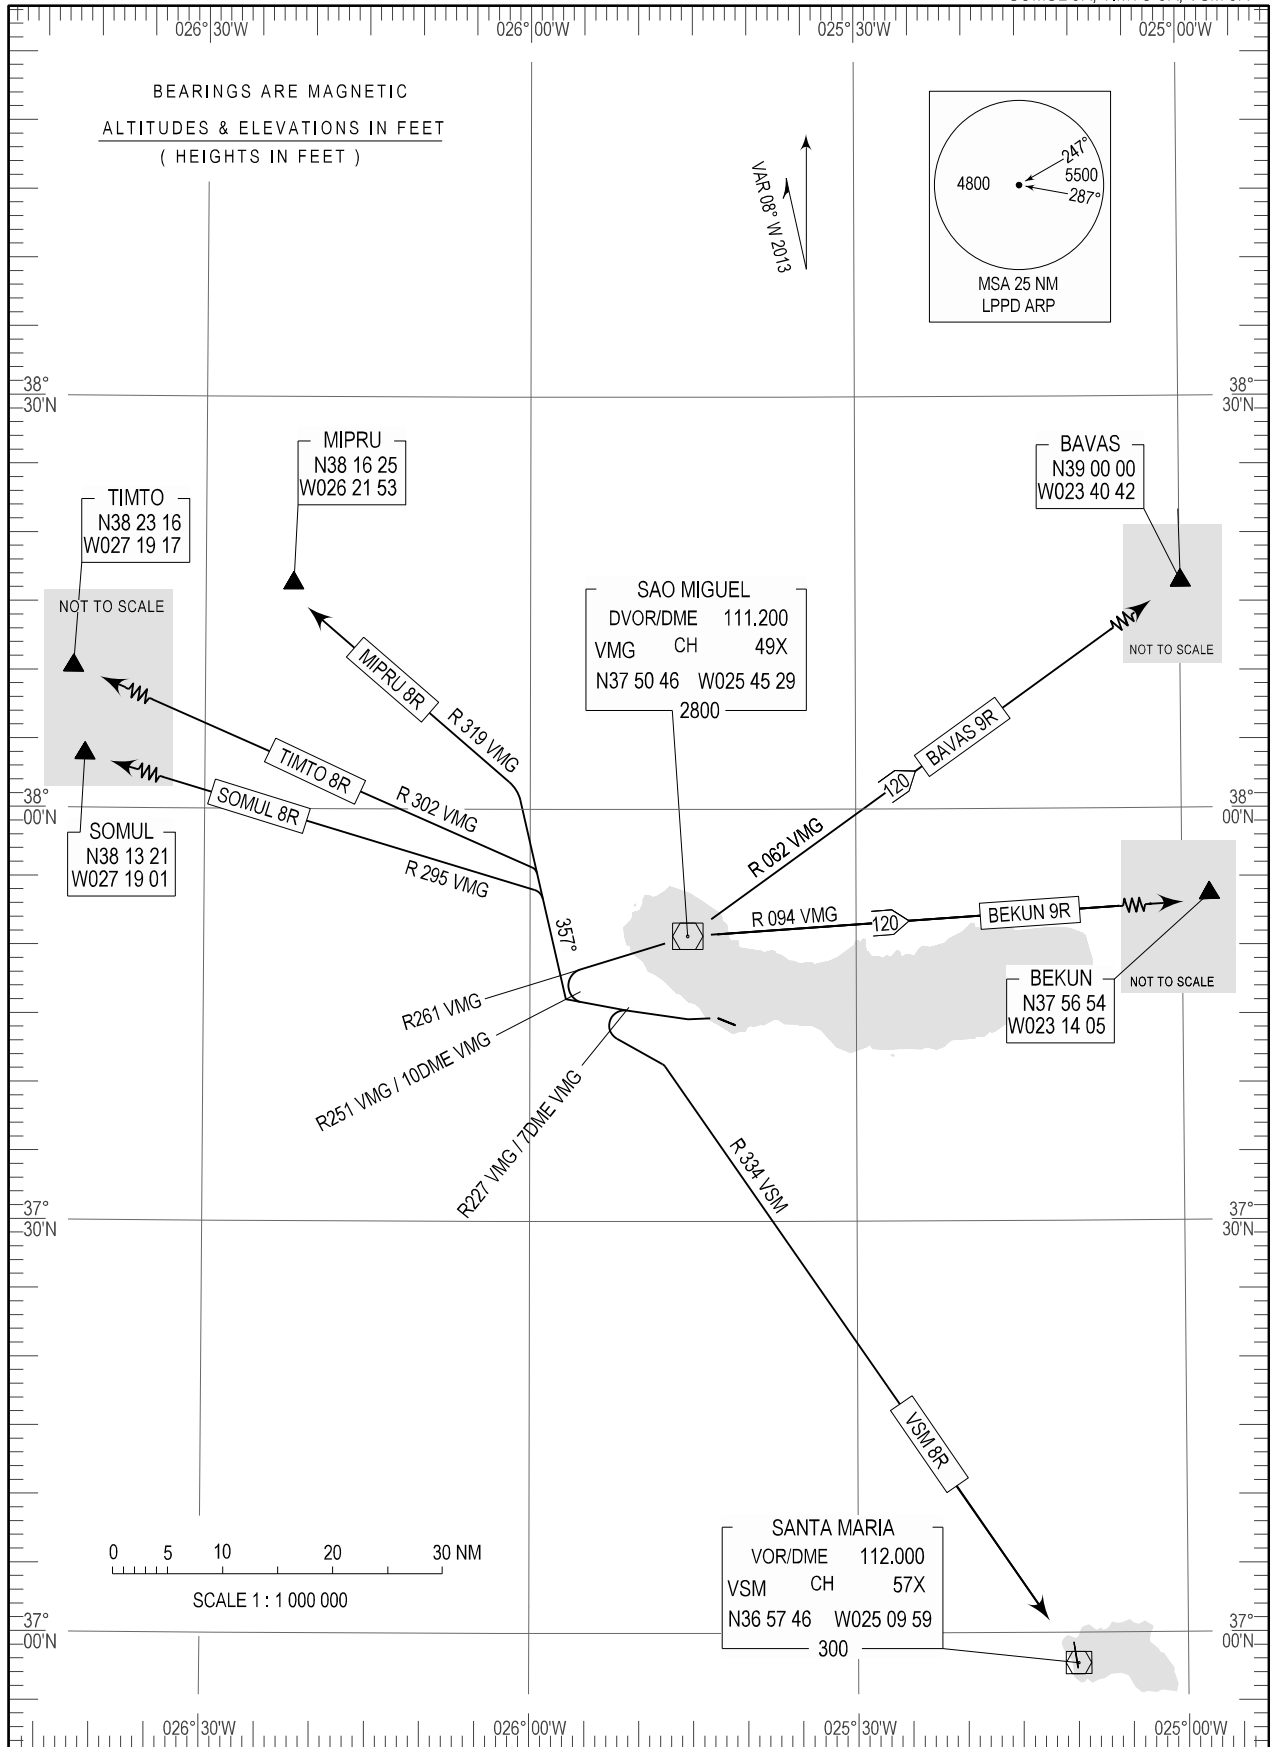 026°30'W
026°00'W
025°30'W
025°00'W
BEARINGS ARE MAGNETIC
ALTITUDES & ELEVATIONS IN FEET
( HEIGHTS IN FEET )
VAR 08° W 2013
247°
4800
5500
287°
MSA 25 NM
LPPD ARP
38°
30'N
38°
30'N
MIPRU
N38 16 25
W026 21 53
BAVAS
N39 00 00
W023 40 42
TIMTO
N38 23 16
W027 19 17
NOT TO SCALE
SAO MIGUEL
DVOR/DME 111.200
VMG CH 49X
N37 50 46 W025 45 29
2800
NOT TO SCALE
MIPRU 8R
R 319 VMG
BAVAS 9R
TIMTO 8R
R 302 VMG
120
SOMUL 8R
38°
00'N
38°
00'N
SOMUL
N38 13 21
W027 19 01
R 295 VMG
R 062 VMG
357°
R 094 VMG
120
BEKUN 9R
NOT TO SCALE
BEKUN
N37 56 54
W023 14 05
R261 VMG
R251 VMG / 10DME VMG
R227 VMG / 7DME VMG
R 334 VSM
37°
30'N
37°
30'N
VSM 8R
SANTA MARIA
VOR/DME 112.000
VSM CH 57X
N36 57 46 W025 09 59
300
0 5 10 20 30 NM
SCALE 1 : 1 000 000
37°
00'N
37°
00'N
026°30'W
026°00'W
025°30'W
025°00'W